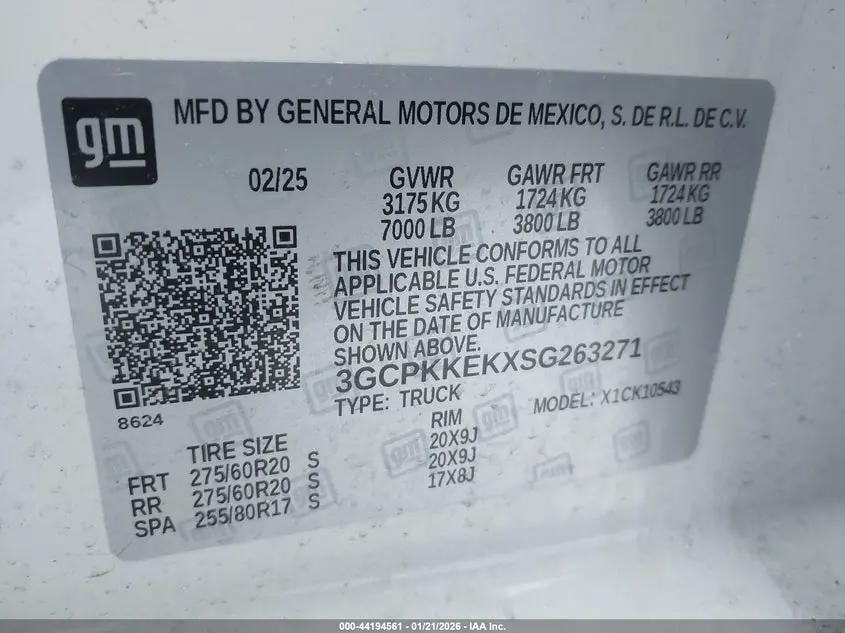 gm
MFD BY GENERAL MOTORS DE MEXICO, S. DE R.L. DE C.V.
02/25 GVWR GAWR FRT GAWR RR
3175 KG 1724 KG 1724 KG
7000 LB 3800 LB 3800 LB
THIS VEHICLE CONFORMS TO ALL
APPLICABLE U.S. FEDERAL MOTOR
VEHICLE SAFETY STANDARDS IN EFFECT
ON THE DATE OF MANUFACTURE
SHOWN ABOVE.
3GCPKKEKXSG263271
TYPE: TRUCK MODEL: X1CK10543
8624
TIRE SIZE RIM
FRT 275/60R20 S 20X9J
RR 275/60R20 S 20X9J
SPA 255/80R17 S 17X8J
000-44194561 - 01/21/2026 - IAA Inc.